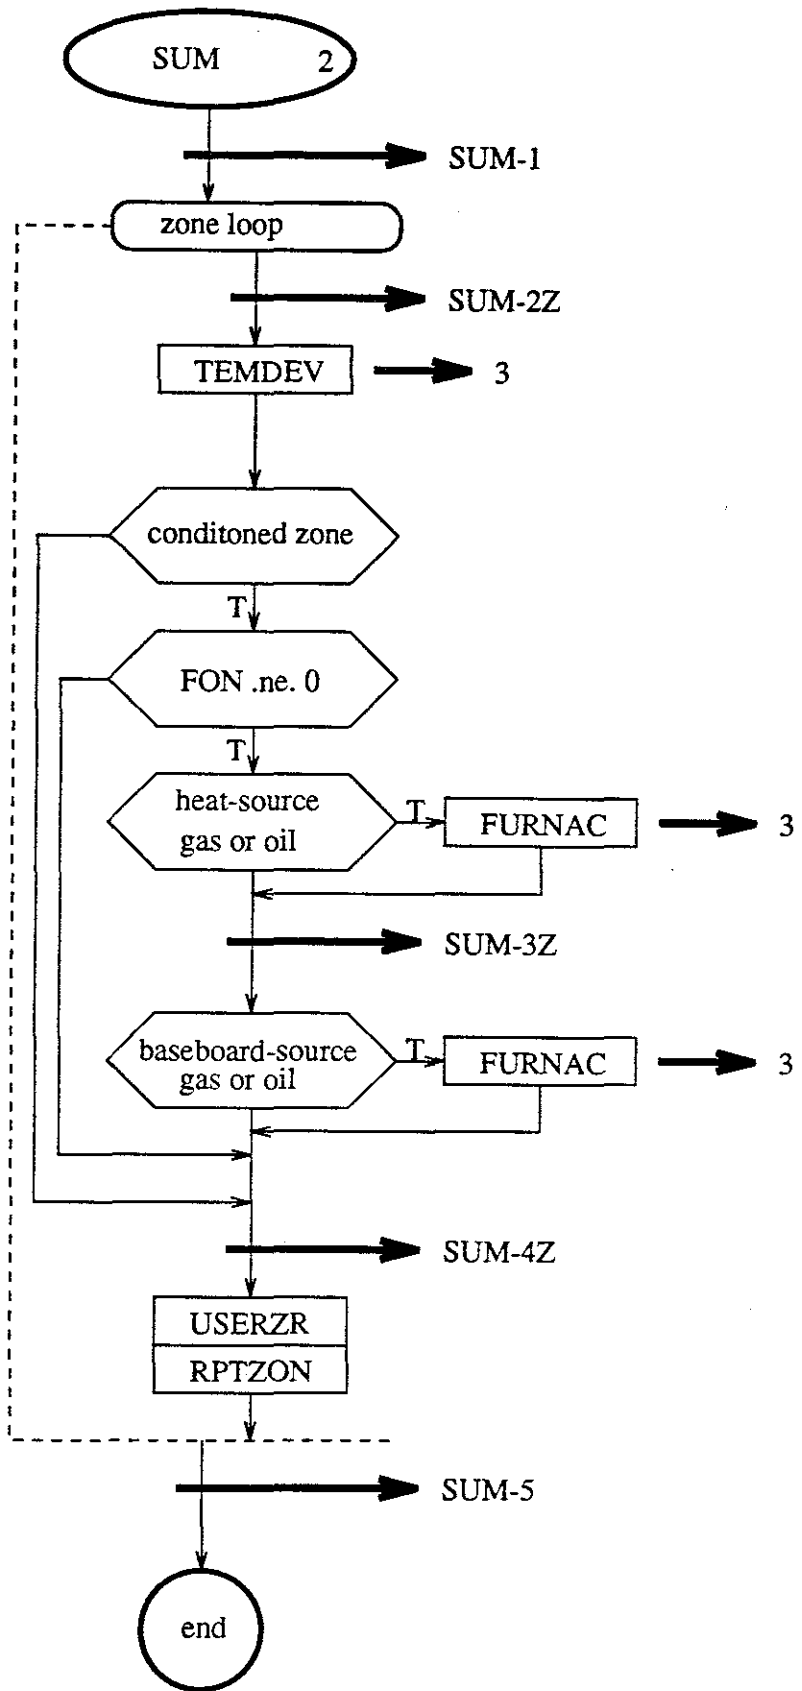 SUM 2
SUM-1
zone loop
SUM-2Z
TEMDEV 3
conditoned zone
T
FON .ne. 0
T
heat-source
gas or oil
T
FURNAC 3
SUM-3Z
baseboard-source
gas or oil
T
FURNAC 3
SUM-4Z
USERZR
RPTZON
SUM-5
end